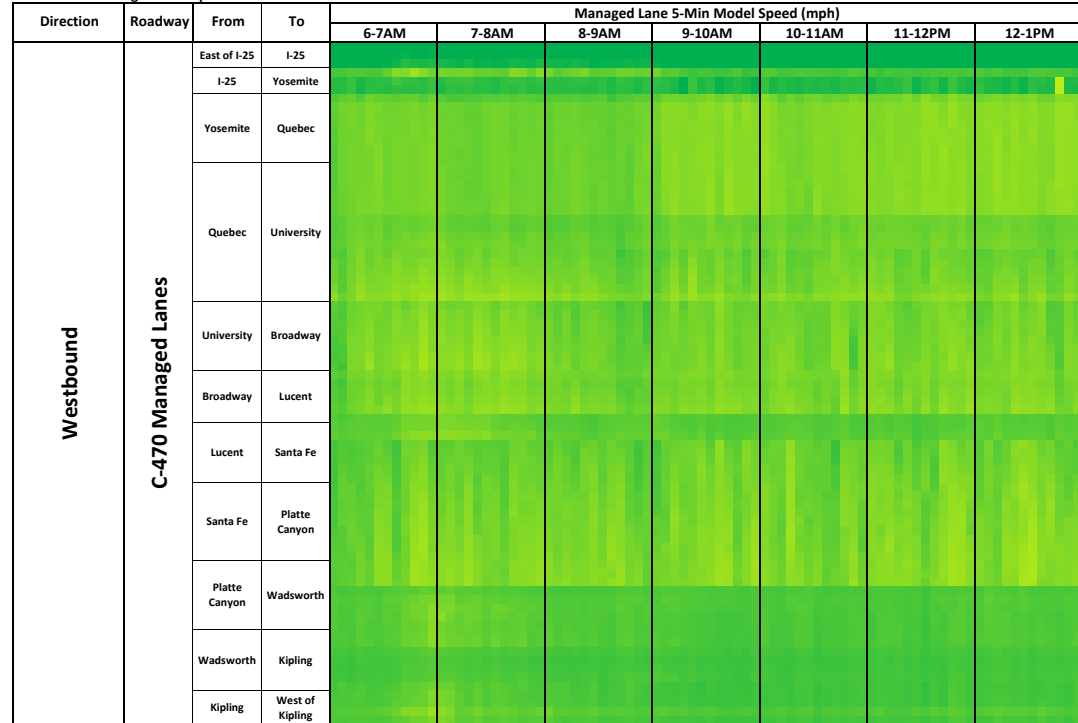 Managed Lane 5-Min Model Speed (mph)
Direction Roadway From To
6-7AM 7-8AM 8-9AM 9-10AM 10-11AM 11-12PM 12-1PM
Westbound
C-470 Managed Lanes
East of I-25 I-25
I-25 Yosemite
Yosemite Quebec
Quebec University
University Broadway
Broadway Lucent
Lucent Santa Fe
Santa Fe Platte
Canyon
Platte
Canyon Wadsworth
Wadsworth Kipling
Kipling West of
Kipling